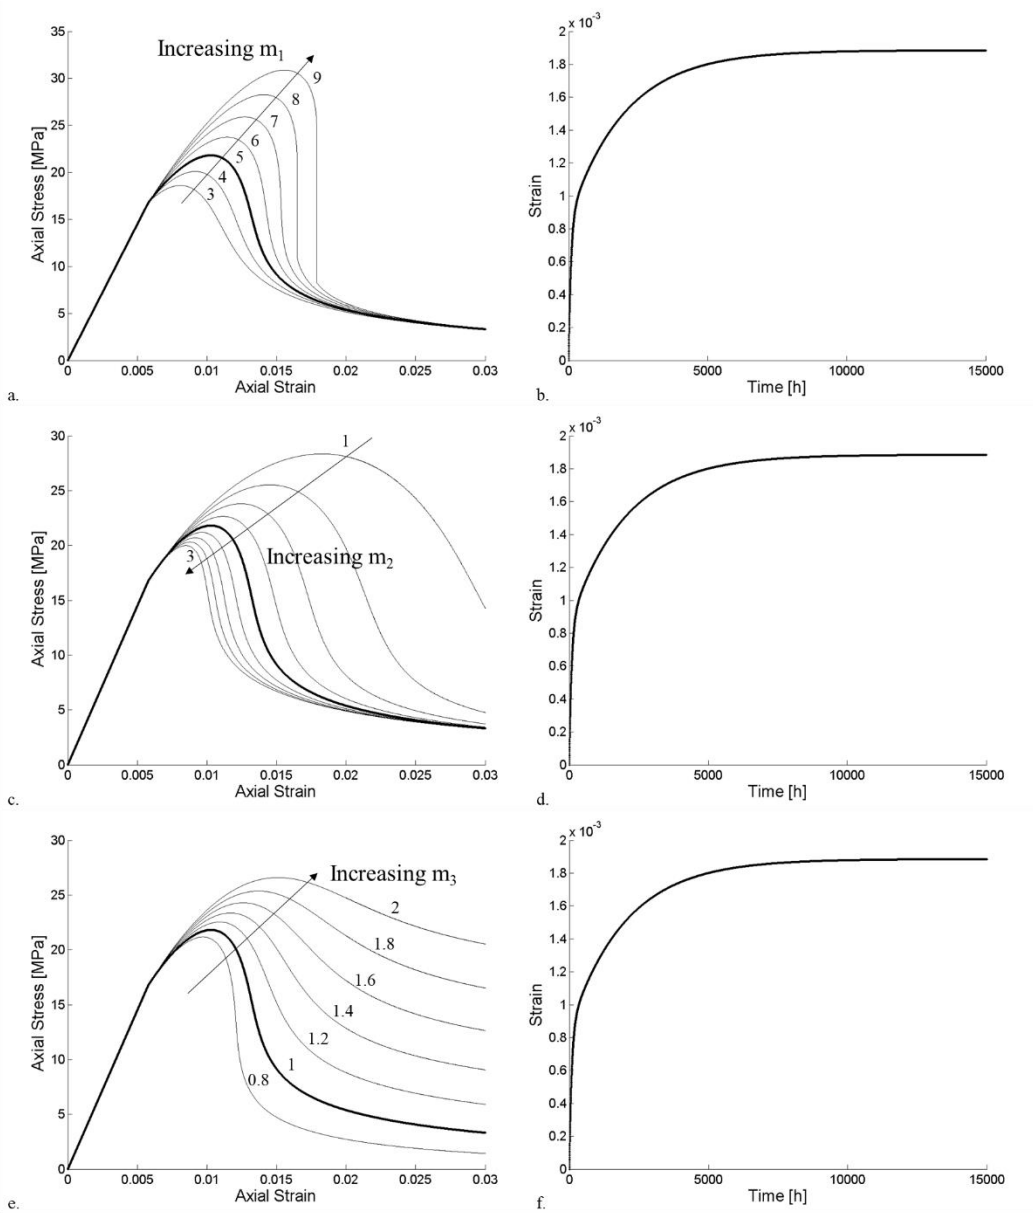 Increasing m1
Axial Stress [MPa]
35
30
25
20
15
10
5
0
9
8
7
6
5
4
3
0 0.005 0.01 0.015 0.02 0.025 0.03
Axial Strain
a.
x 10-3
Strain
2
1.8
1.6
1.4
1.2
1
0.8
0.6
0.4
0.2
0
0 5000 10000 15000
Time [h]
b.
Axial Stress [MPa]
30
25
20
15
10
5
0
1
3
Increasing m2
0 0.005 0.01 0.015 0.02 0.025 0.03
Axial Strain
c.
x 10-3
Strain
2
1.8
1.6
1.4
1.2
1
0.8
0.6
0.4
0.2
0
0 5000 10000 15000
Time [h]
d.
Axial Stress [MPa]
30
25
20
15
10
5
0
Increasing m3
2
1.8
1.6
1.4
1.2
1
0.8
0 0.005 0.01 0.015 0.02 0.025 0.03
Axial Strain
e.
x 10-3
Strain
2
1.8
1.6
1.4
1.2
1
0.8
0.6
0.4
0.2
0
0 5000 10000 15000
Time [h]
f.